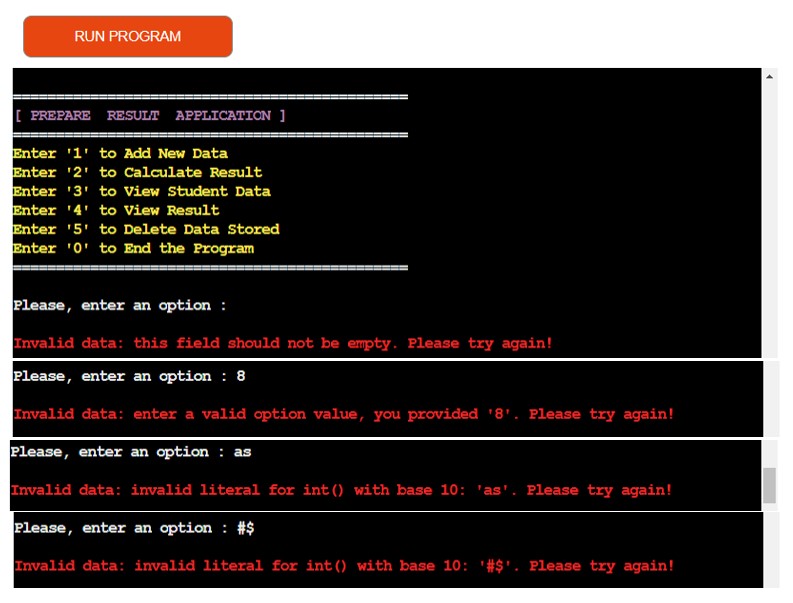 RUN PROGRAM
==============================================
[ PREPARE  RESULT  APPLICATION ]
==============================================
Enter '1' to Add New Data
Enter '2' to Calculate Result
Enter '3' to View Student Data
Enter '4' to View Result
Enter '5' to Delete Data Stored
Enter '0' to End the Program
==============================================
Please, enter an option :
Invalid data: this field should not be empty. Please try again!
Please, enter an option : 8
Invalid data: enter a valid option value, you provided '8'. Please try again!
Please, enter an option : as
Invalid data: invalid literal for int() with base 10: 'as'. Please try again!
Please, enter an option : #$
Invalid data: invalid literal for int() with base 10: '#$'. Please try again!